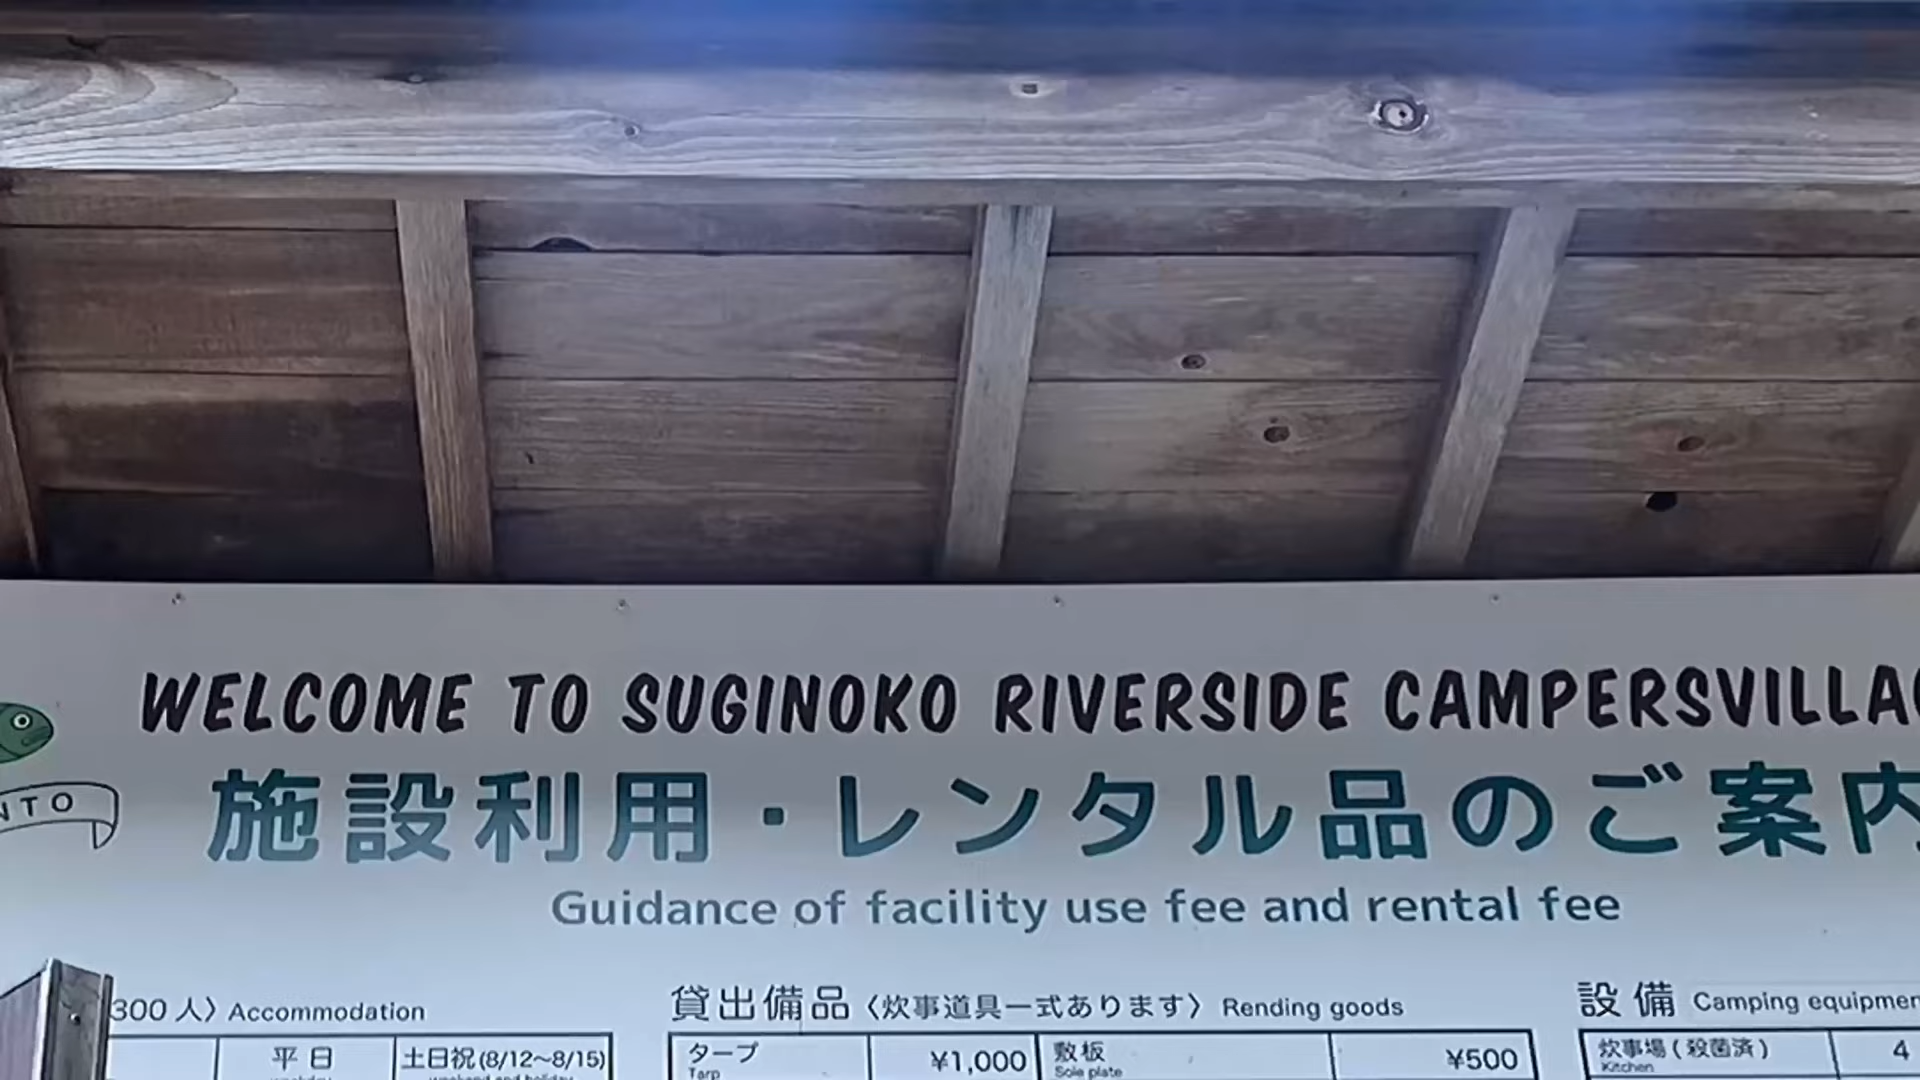 WELCOME TO SUGINOKO RIVERSIDE CAMPERSVILLAG
NTO
施設利用・レンタル品のご案内
Guidance of facility use fee and rental fee
300 人〉 Accommodation
平日
土日祝(8/12～8/15)
貸出備品〈炊事道具一式あります〉 Rending goods
タープ ¥1,000 敷板 ¥500
Tarp Sole plate
設備 Camping equipmen
炊事場(殺菌済) 4
Kitchen